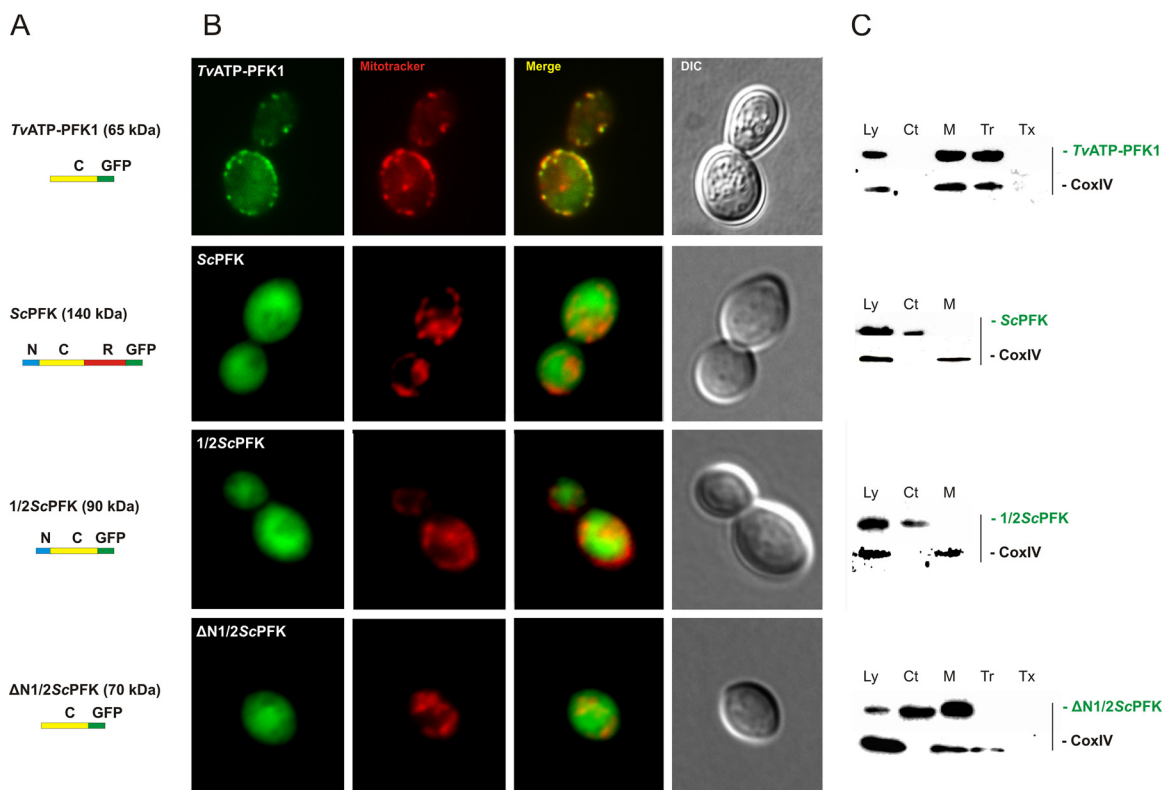 A
B
C
TvATP-PFK1
Mitotracker
Merge
DIC
TvATP-PFK1 (65 kDa)
C GFP
Ly Ct M Tr Tx
- TvATP-PFK1
- CoxIV
ScPFK
ScPFK (140 kDa)
N C R GFP
Ly Ct M
- ScPFK
- CoxIV
1/2ScPFK
1/2ScPFK (90 kDa)
N C GFP
Ly Ct M
- 1/2ScPFK
- CoxIV
ΔN1/2ScPFK
ΔN1/2ScPFK (70 kDa)
C GFP
Ly Ct M Tr Tx
- ΔN1/2ScPFK
- CoxIV